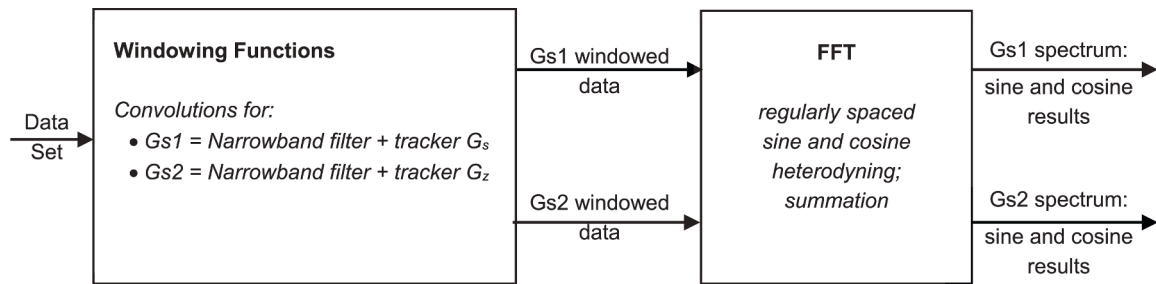 Data
Set
Windowing Functions
Convolutions for:
• Gs1 = Narrowband filter + tracker Gs
• Gs2 = Narrowband filter + tracker Gz
Gs1 windowed
data
Gs2 windowed
data
FFT
regularly spaced
sine and cosine
heterodyning;
summation
Gs1 spectrum:
sine and cosine
results
Gs2 spectrum:
sine and cosine
results